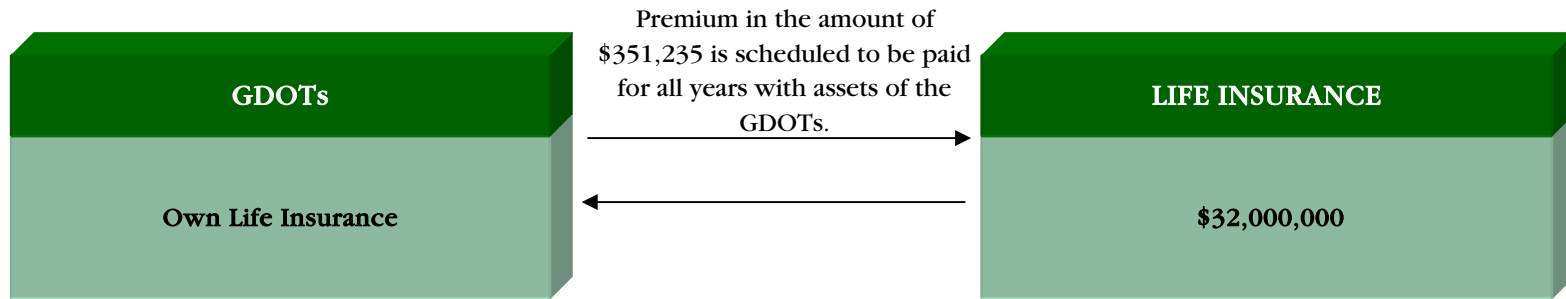 Premium in the amount of
$351,235 is scheduled to be paid
for all years with assets of the
GDOTs.
GDOTs
LIFE INSURANCE
Own Life Insurance
$32,000,000